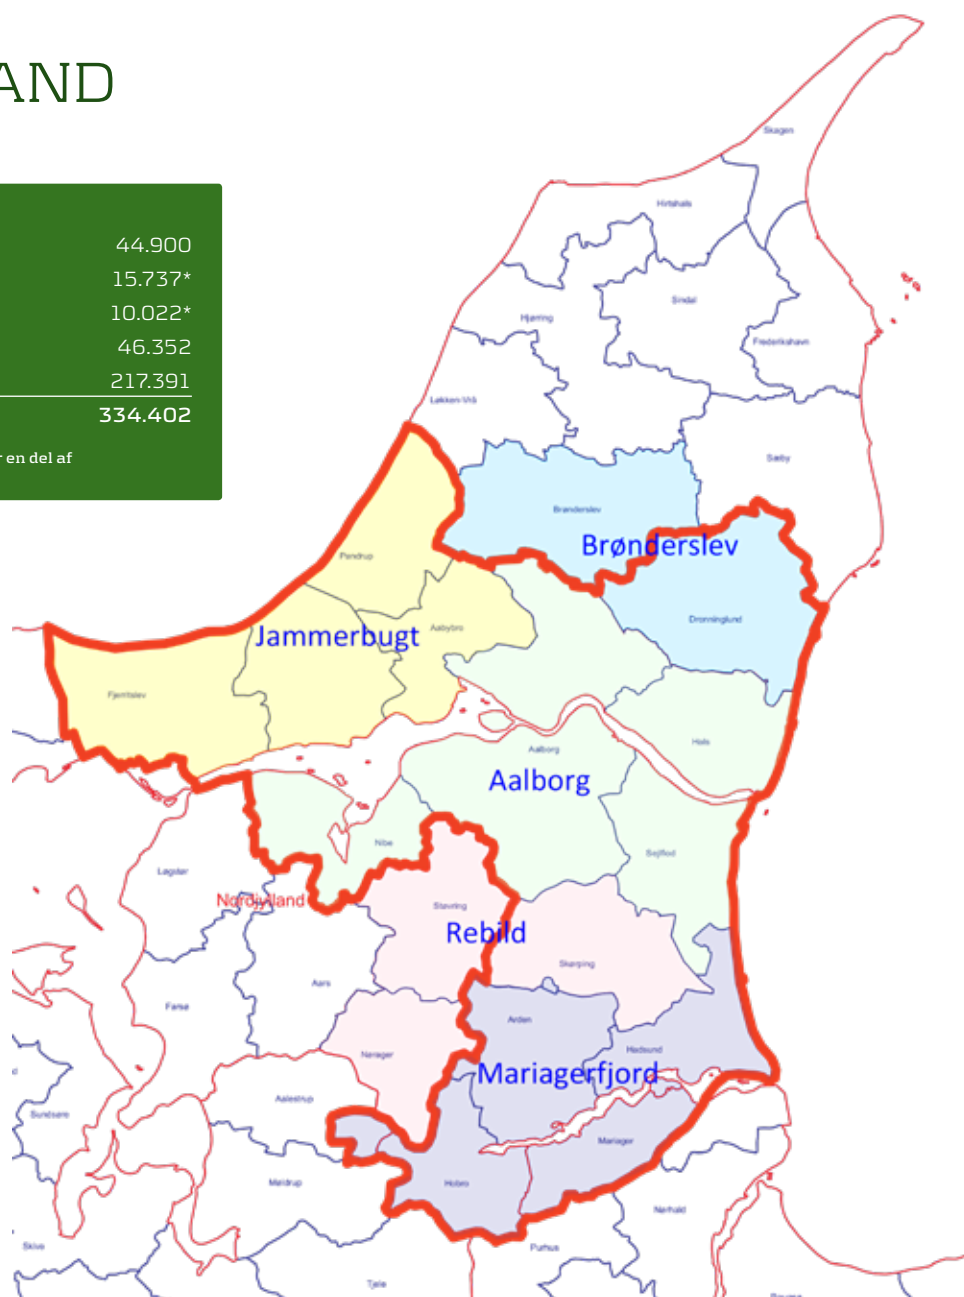 AND
44.900
15.737*
10.022*
46.352
217.391
334.402
r en del af
Skagen
Hirtshals
Sindal
Hjørring
Frederikshavn
Løkken-Vrå
Sæby
Brønderslev
Brønderslev
Pandrup
Dronninglund
Aabybro
Jammerbugt
Fjerritslev
Hals
Aalborg
Aalborg
Nibe
Sejlflod
Løgstør
Nordjylland
Støvring
Rebild
Skørping
Aars
Farsø
Arden
Hadsund
Nørager
Mariagerfjord
Aalestrup
Sundsøre
Mariager
Møldrup
Hobro
Nørhald
Skive
Purhus
Tjele